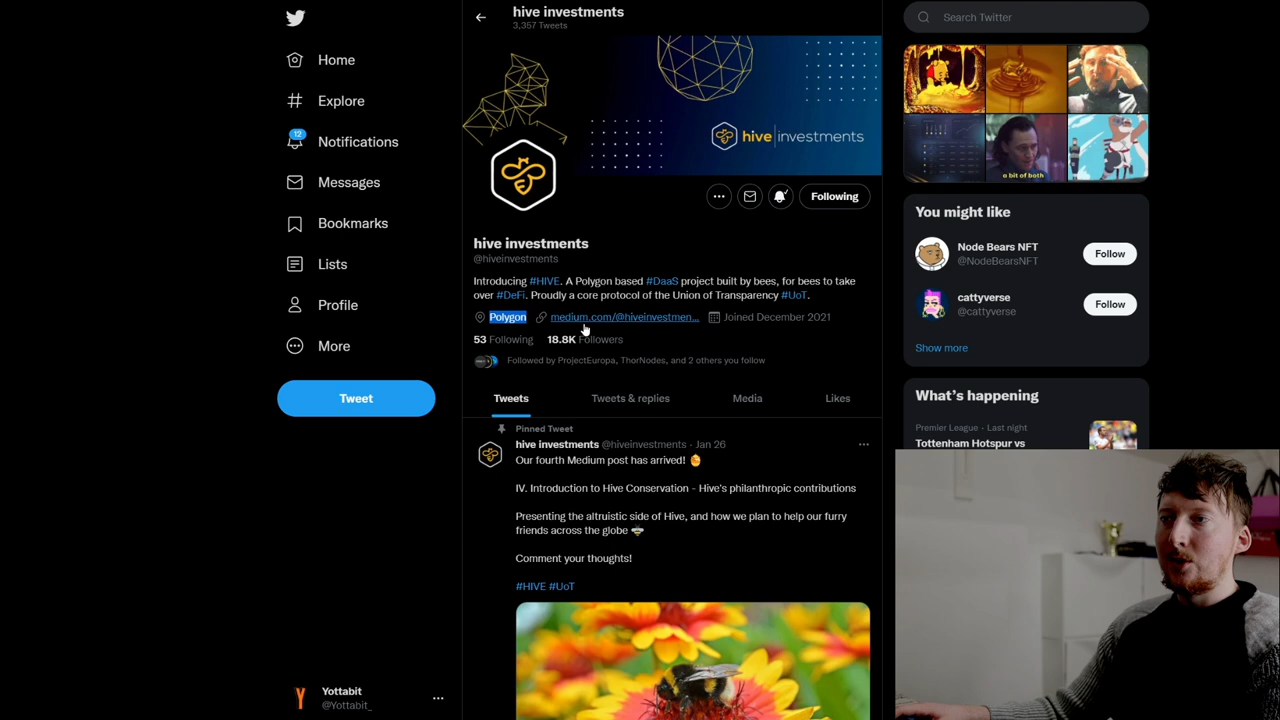 hive investments
3,357 Tweets
Search Twitter
Home
Explore
12
Notifications
Messages
Bookmarks
Lists
Profile
More
Tweet
Yottabit
@Yottabit_
hive investments
Following
hive investments
@hiveinvestments
Introducing #HIVE. A Polygon based #DaaS project built by bees, for bees to take
over #DeFi. Proudly a core protocol of the Union of Transparency #UoT.
Polygon medium.com/@hiveinvestmen... Joined December 2021
53 Following 18.8K Followers
Followed by ProjectEuropa, ThorNodes, and 2 others you follow
Tweets Tweets & replies Media Likes
Pinned Tweet
hive investments @hiveinvestments · Jan 26
Our fourth Medium post has arrived! ✊
IV. Introduction to Hive Conservation - Hive's philanthropic contributions
Presenting the altruistic side of Hive, and how we plan to help our furry
friends across the globe 🐝
Comment your thoughts!
#HIVE #UoT
a bit of both
You might like
Node Bears NFT
@NodeBearsNFT
Follow
cattyverse
@cattyverse
Follow
Show more
What's happening
Premier League · Last night
Tottenham Hotspur vs